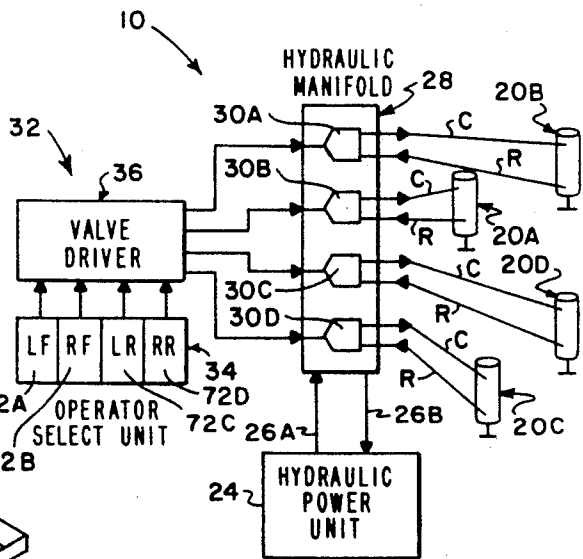 10
HYDRAULIC
MANIFOLD
28
20B
30A
C
32
36
R
30B
C
VALVE
DRIVER
R
20A
30C
C
20D
30D
R
LF RF LR RR
34
C
2A
72D
R
OPERATOR
SELECT UNIT
72C
2B
26A
26B
20C
24
HYDRAULIC
POWER
UNIT